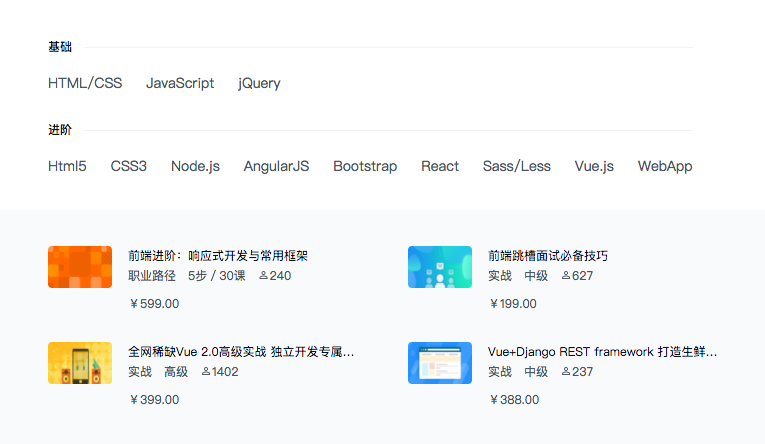 基础
HTML/CSS JavaScript jQuery
进阶
Html5 CSS3 Node.js AngularJS Bootstrap React Sass/Less Vue.js WebApp
前端进阶：响应式开发与常用框架
职业路径 5步 / 30课 240
￥599.00
前端跳槽面试必备技巧
实战 中级 627
￥199.00
全网稀缺Vue 2.0高级实战 独立开发专属...
实战 高级 1402
￥399.00
Vue+Django REST framework 打造生鲜...
实战 中级 237
￥388.00